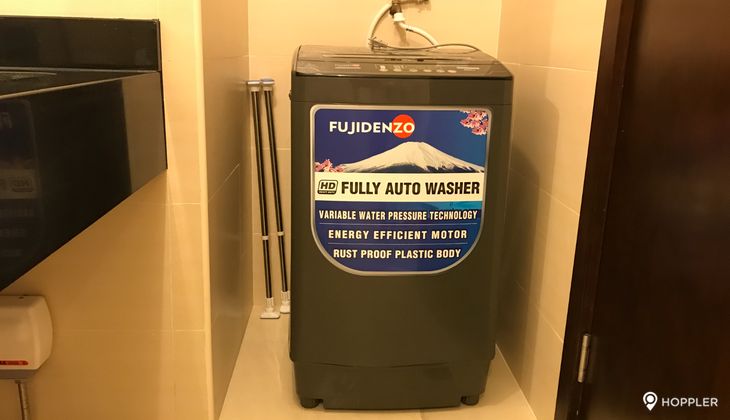 FUJIDENZO
HD FULLY AUTO WASHER
VARIABLE WATER PRESSURE TECHNOLOGY
ENERGY EFFICIENT MOTOR
RUST PROOF PLASTIC BODY
HOPPLER